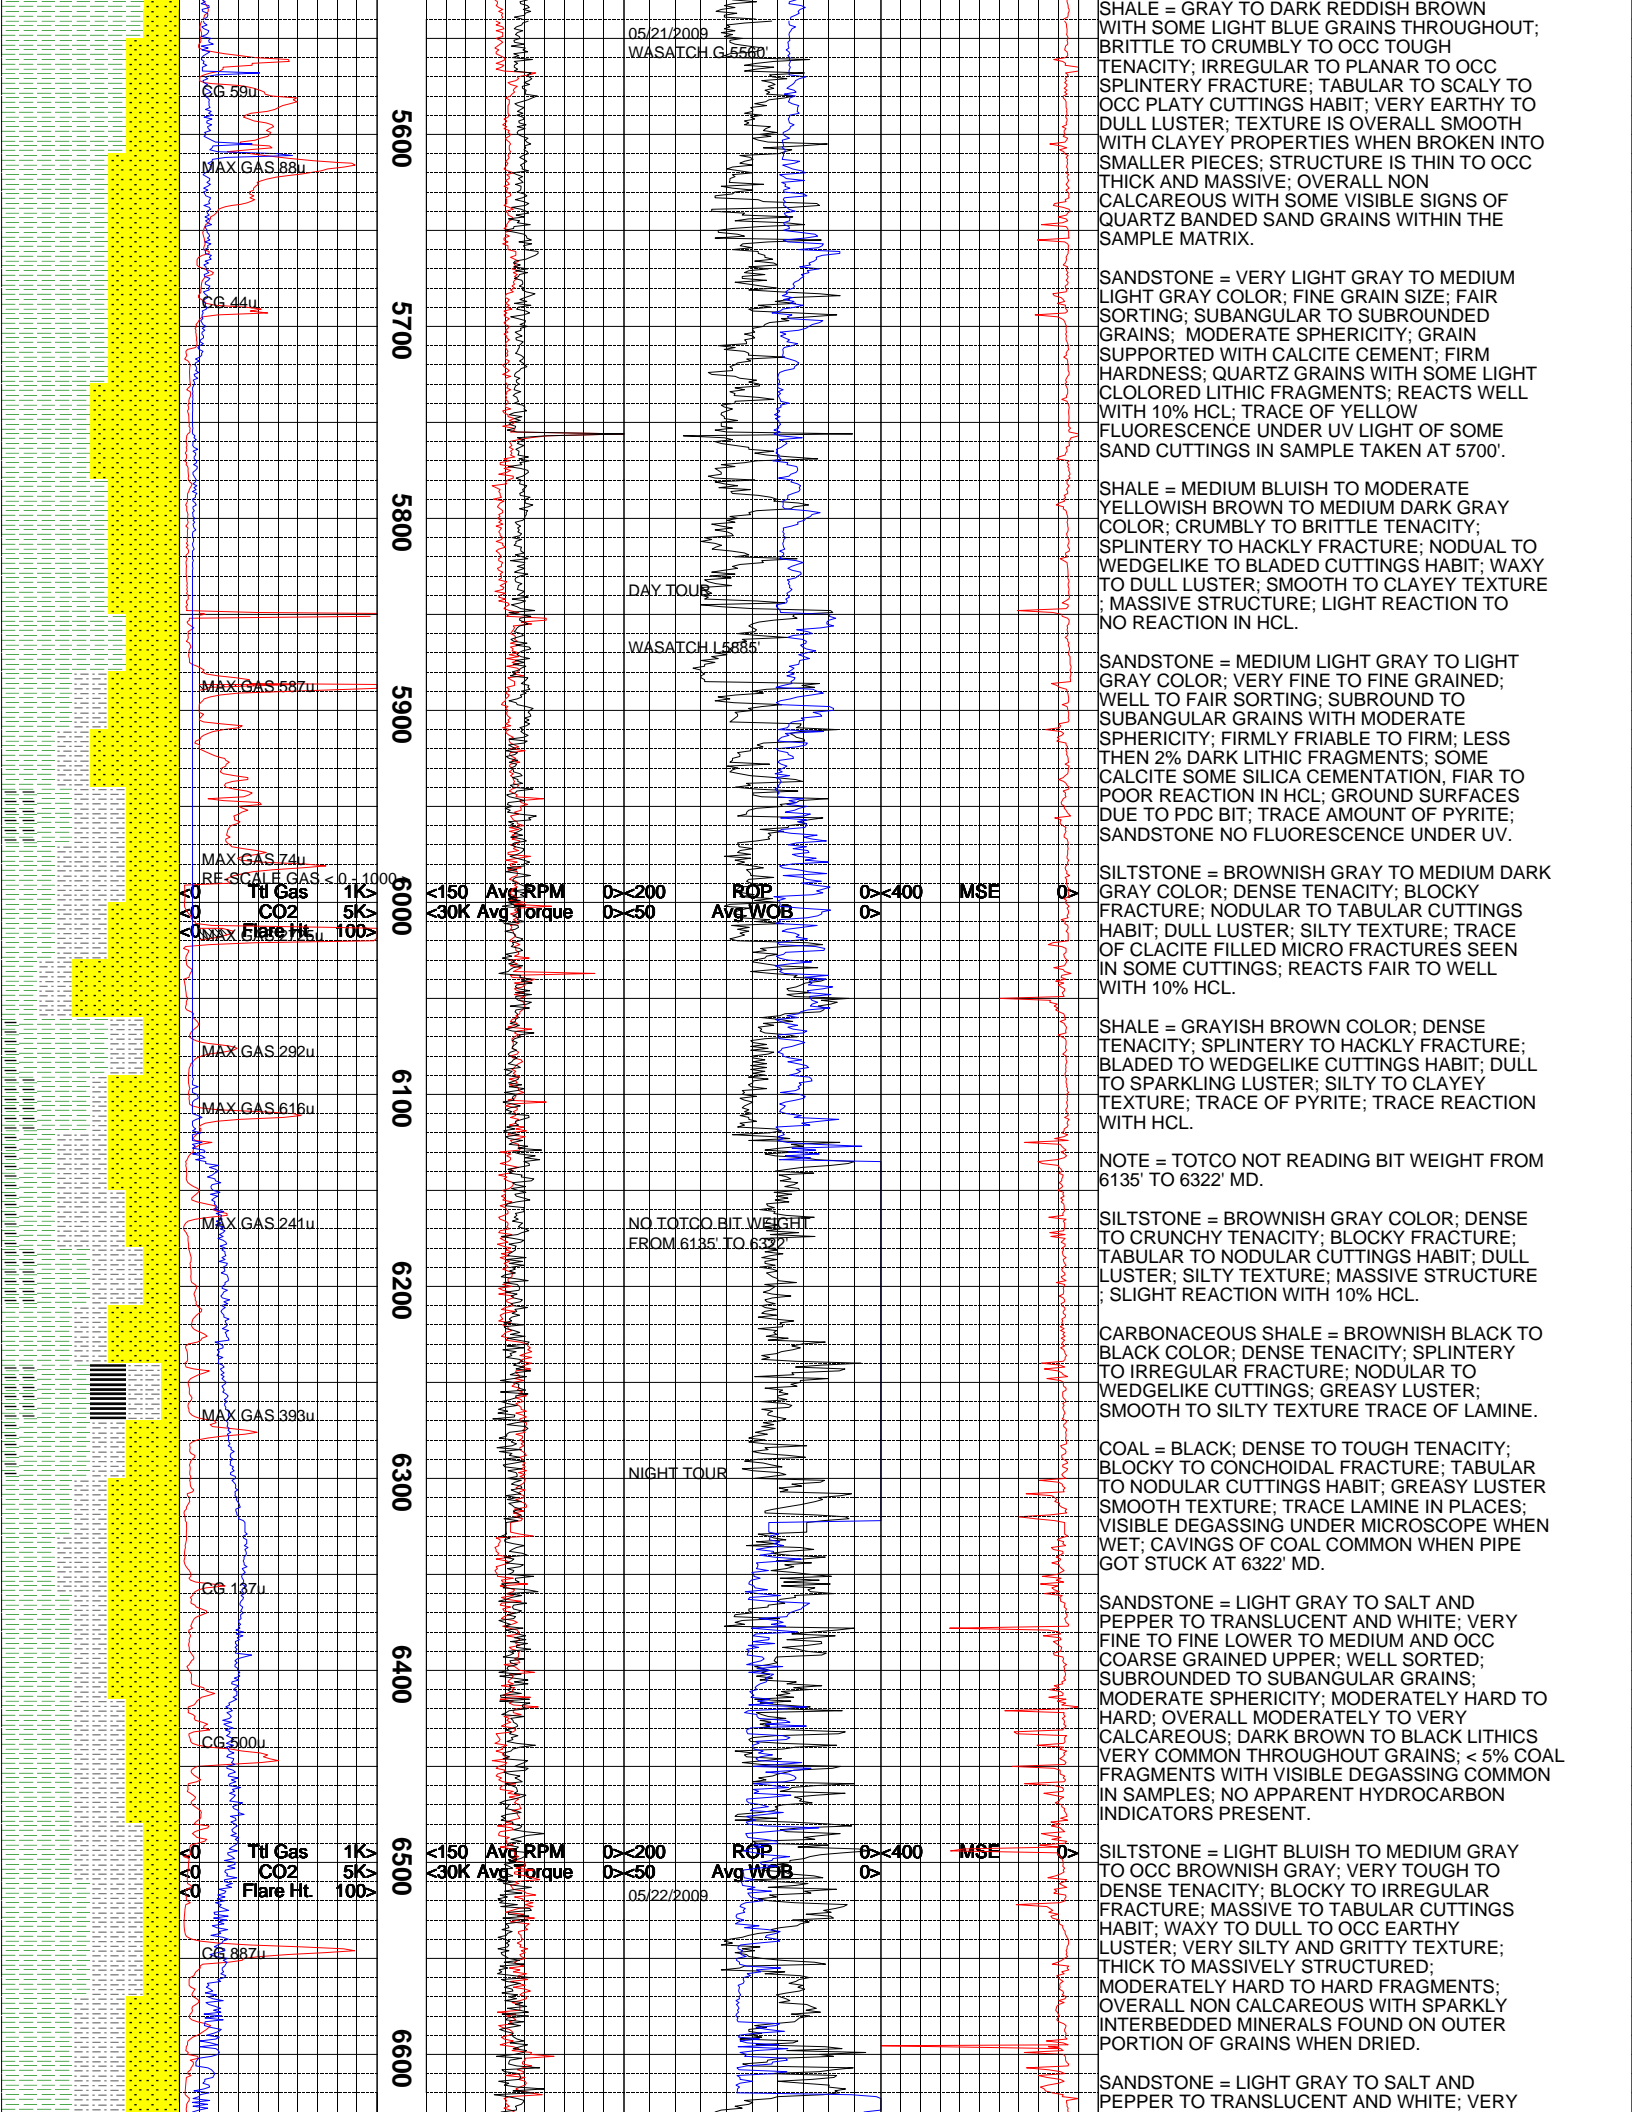 05/21/2009
WASATCH G 5560'
CG 59u
5600
MAX GAS 88u
CG 44u
5700
5800
DAY TOUR
WASATCH I 5885'
MAX GAS 587u
5900
MAX GAS 74u
RE-SCALE GAS < 0 - 1000
<0 Ttl Gas 1K> <150 Avg RPM 0> <200 ROP 0> <400 MSE 0>
<0 CO2 5K> <30K Avg Torque 0> <50 Avg WOB 0>
<0 Flare Ht. 100>
6000
MAX GAS 292u
6100
MAX GAS 616u
MAX GAS 241u
NO TOTCO BIT WEIGHT
FROM 6135' TO 6322'
6200
MAX GAS 393u
NIGHT TOUR
6300
CG 137u
6400
CG 500u
<0 Ttl Gas 1K> <150 Avg RPM 0> <200 ROP 0> <400 MSE 0>
<0 CO2 5K> <30K Avg Torque 0> <50 Avg WOB 0>
<0 Flare Ht. 100>
6500
05/22/2009
CG 887u
6600
SHALE = GRAY TO DARK REDDISH BROWN
WITH SOME LIGHT BLUE GRAINS THROUGHOUT;
BRITTLE TO CRUMBLY TO OCC TOUGH
TENACITY; IRREGULAR TO PLANAR TO OCC
SPLINTERY FRACTURE; TABULAR TO SCALY TO
OCC PLATY CUTTINGS HABIT; VERY EARTHY TO
DULL LUSTER; TEXTURE IS OVERALL SMOOTH
WITH CLAYEY PROPERTIES WHEN BROKEN INTO
SMALLER PIECES; STRUCTURE IS THIN TO OCC
THICK AND MASSIVE; OVERALL NON
CALCAREOUS WITH SOME VISIBLE SIGNS OF
QUARTZ BANDED SAND GRAINS WITHIN THE
SAMPLE MATRIX.
SANDSTONE = VERY LIGHT GRAY TO MEDIUM
LIGHT GRAY COLOR; FINE GRAIN SIZE; FAIR
SORTING; SUBANGULAR TO SUBROUNDED
GRAINS; MODERATE SPHERICITY; GRAIN
SUPPORTED WITH CALCITE CEMENT; FIRM
HARDNESS; QUARTZ GRAINS WITH SOME LIGHT
CLOLORED LITHIC FRAGMENTS; REACTS WELL
WITH 10% HCL; TRACE OF YELLOW
FLUORESCENCE UNDER UV LIGHT OF SOME
SAND CUTTINGS IN SAMPLE TAKEN AT 5700'.
SHALE = MEDIUM BLUISH TO MODERATE
YELLOWISH BROWN TO MEDIUM DARK GRAY
COLOR; CRUMBLY TO BRITTLE TENACITY;
SPLINTERY TO HACKLY FRACTURE; NODUAL TO
WEDGELIKE TO BLADED CUTTINGS HABIT; WAXY
TO DULL LUSTER; SMOOTH TO CLAYEY TEXTURE
; MASSIVE STRUCTURE; LIGHT REACTION TO
NO REACTION IN HCL.
SANDSTONE = MEDIUM LIGHT GRAY TO LIGHT
GRAY COLOR; VERY FINE TO FINE GRAINED;
WELL TO FAIR SORTING; SUBROUND TO
SUBANGULAR GRAINS WITH MODERATE
SPHERICITY; FIRMLY FRIABLE TO FIRM; LESS
THEN 2% DARK LITHIC FRAGMENTS; SOME
CALCITE SOME SILICA CEMENTATION, FIAR TO
POOR REACTION IN HCL; GROUND SURFACES
DUE TO PDC BIT; TRACE AMOUNT OF PYRITE;
SANDSTONE NO FLUORESCENCE UNDER UV.
SILTSTONE = BROWNISH GRAY TO MEDIUM DARK
GRAY COLOR; DENSE TENACITY; BLOCKY
FRACTURE; NODULAR TO TABULAR CUTTINGS
HABIT; DULL LUSTER; SILTY TEXTURE; TRACE
OF CLACITE FILLED MICRO FRACTURES SEEN
IN SOME CUTTINGS; REACTS FAIR TO WELL
WITH 10% HCL.
SHALE = GRAYISH BROWN COLOR; DENSE
TENACITY; SPLINTERY TO HACKLY FRACTURE;
BLADED TO WEDGELIKE CUTTINGS HABIT; DULL
TO SPARKLING LUSTER; SILTY TO CLAYEY
TEXTURE; TRACE OF PYRITE; TRACE REACTION
WITH HCL.
NOTE = TOTCO NOT READING BIT WEIGHT FROM
6135' TO 6322' MD.
SILTSTONE = BROWNISH GRAY COLOR; DENSE
TO CRUNCHY TENACITY; BLOCKY FRACTURE;
TABULAR TO NODULAR CUTTINGS HABIT; DULL
LUSTER; SILTY TEXTURE; MASSIVE STRUCTURE
; SLIGHT REACTION WITH 10% HCL.
CARBONACEOUS SHALE = BROWNISH BLACK TO
BLACK COLOR; DENSE TENACITY; SPLINTERY
TO IRREGULAR FRACTURE; NODULAR TO
WEDGELIKE CUTTINGS; GREASY LUSTER;
SMOOTH TO SILTY TEXTURE TRACE OF LAMINE.
COAL = BLACK; DENSE TO TOUGH TENACITY;
BLOCKY TO CONCHOIDAL FRACTURE; TABULAR
TO NODULAR CUTTINGS HABIT; GREASY LUSTER
SMOOTH TEXTURE; TRACE LAMINE IN PLACES;
VISIBLE DEGASSING UNDER MICROSCOPE WHEN
WET; CAVINGS OF COAL COMMON WHEN PIPE
GOT STUCK AT 6322' MD.
SANDSTONE = LIGHT GRAY TO SALT AND
PEPPER TO TRANSLUCENT AND WHITE; VERY
FINE TO FINE LOWER TO MEDIUM AND OCC
COARSE GRAINED UPPER; WELL SORTED;
SUBROUNDED TO SUBANGULAR GRAINS;
MODERATE SPHERICITY; MODERATELY HARD TO
HARD; OVERALL MODERATELY TO VERY
CALCAREOUS; DARK BROWN TO BLACK LITHICS
VERY COMMON THROUGHOUT GRAINS; < 5% COAL
FRAGMENTS WITH VISIBLE DEGASSING COMMON
IN SAMPLES; NO APPARENT HYDROCARBON
INDICATORS PRESENT.
SILTSTONE = LIGHT BLUISH TO MEDIUM GRAY
TO OCC BROWNISH GRAY; VERY TOUGH TO
DENSE TENACITY; BLOCKY TO IRREGULAR
FRACTURE; MASSIVE TO TABULAR CUTTINGS
HABIT; WAXY TO DULL TO OCC EARTHY
LUSTER; VERY SILTY AND GRITTY TEXTURE;
THICK TO MASSIVELY STRUCTURED;
MODERATELY HARD TO HARD FRAGMENTS;
OVERALL NON CALCAREOUS WITH SPARKLY
INTERBEDDED MINERALS FOUND ON OUTER
PORTION OF GRAINS WHEN DRIED.
SANDSTONE = LIGHT GRAY TO SALT AND
PEPPER TO TRANSLUCENT AND WHITE; VERY